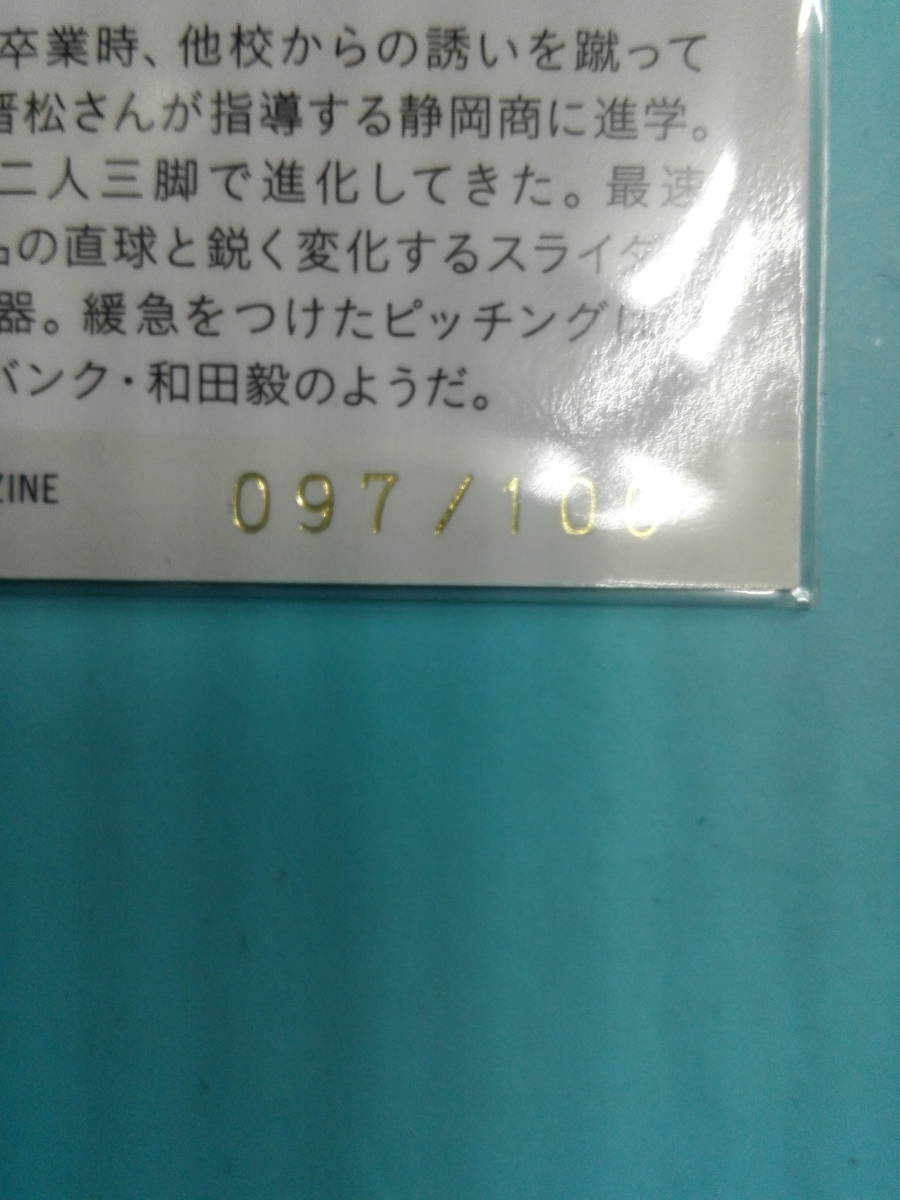 卒業時、他校からの誘いを蹴って
晋松さんが指導する静岡商に進学。
二人三脚で進化してきた。最速
の直球と鋭く変化するスライダ
器。緩急をつけたピッチング
バンク・和田毅のようだ。
ZINE
097/100